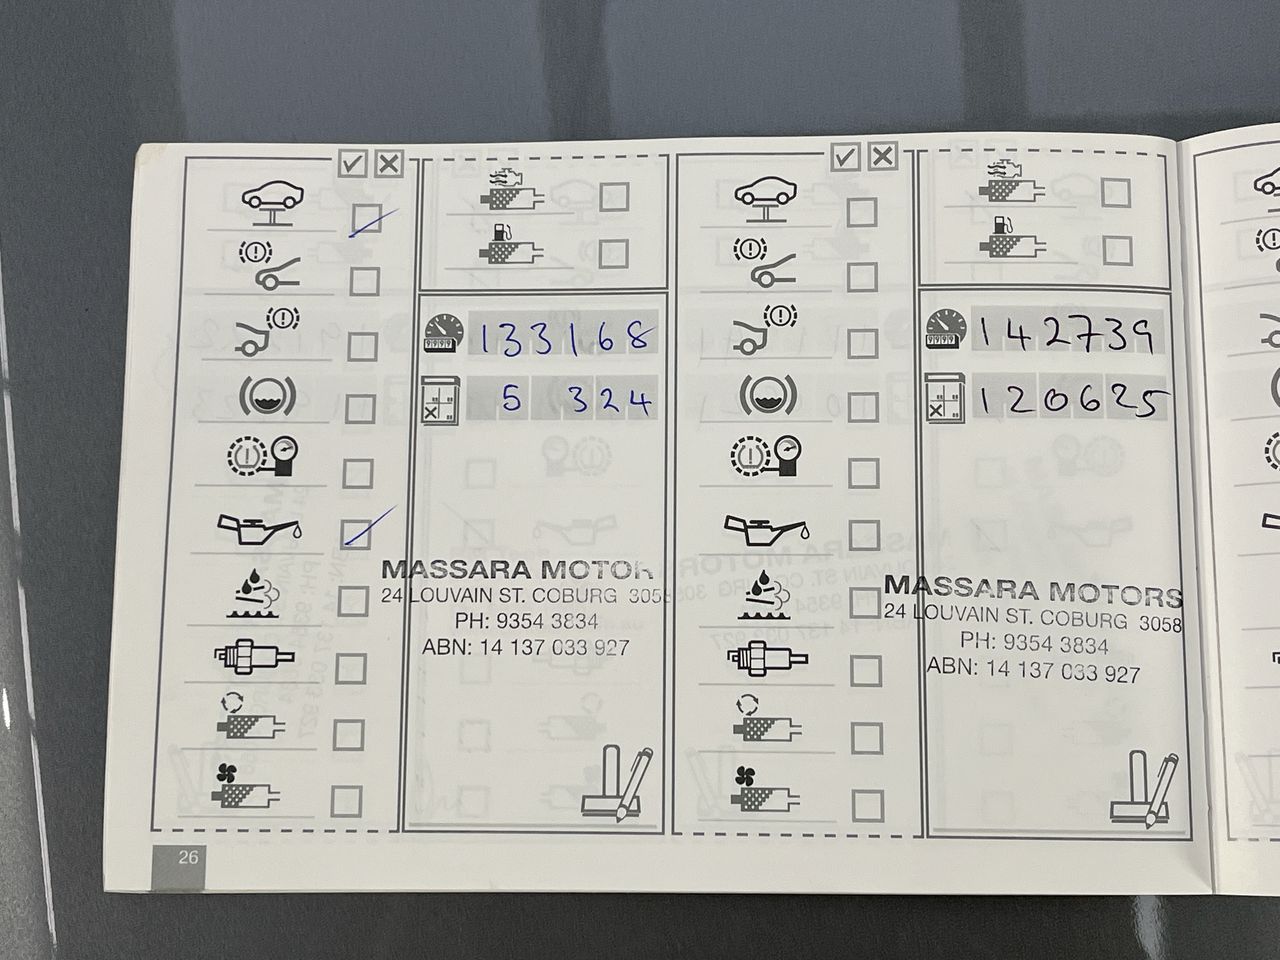 133168
5 324
MASSARA MOTOR
24 LOUVAIN ST. COBURG 3058
PH: 9354 3834
ABN: 14 137 033 927
142739
120625
MASSARA MOTORS
24 LOUVAIN ST. COBURG 3058
PH: 9354 3834
ABN: 14 137 033 927
26